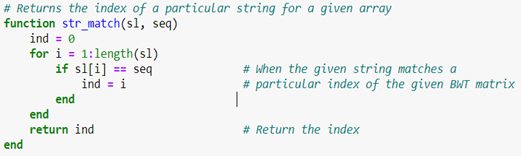 # Returns the index of a particular string for a given array
function str_match(sl, seq)
    ind = 0
    for i = 1:length(sl)
        if sl[i] == seq                # When the given string matches a
            ind = i                    # particular index of the given BWT matrix
        end
    end
    return ind                         # Return the index
end